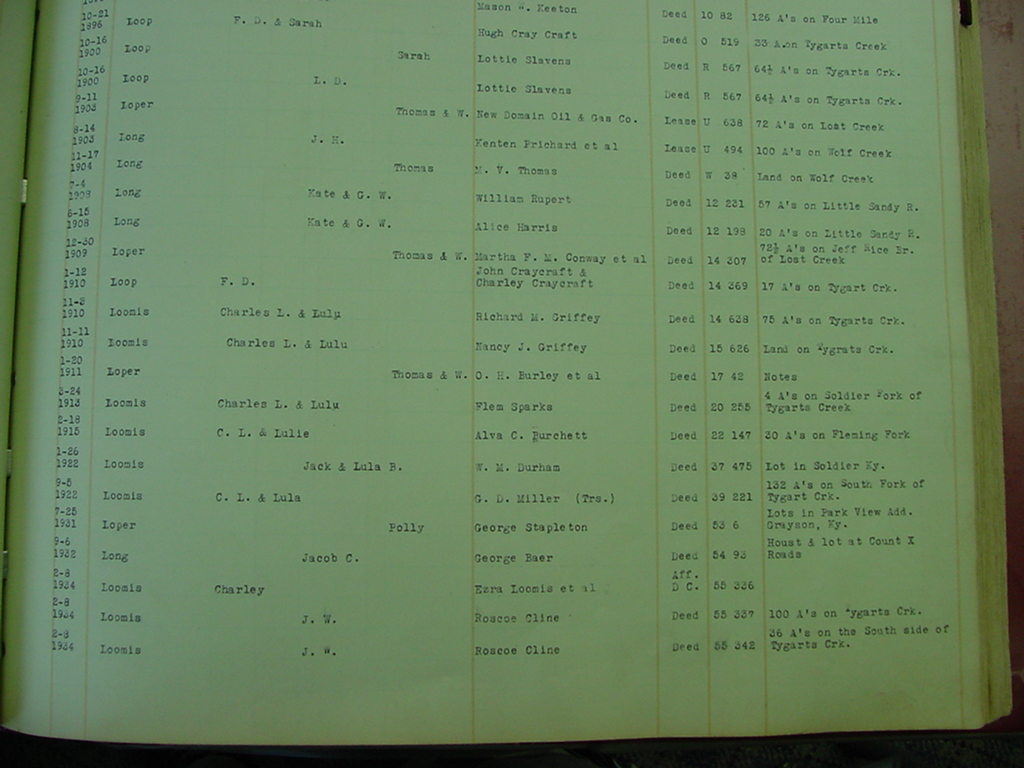 Mason W. Keeton Deed 10 82 126 A's on Four Mile
10-21
1896 Loop F. D. & Sarah Hugh Cray Craft Deed O 519 33 A.on Tygarts Creek
10-16
1900 Loop Sarah Lottie Slavens Deed R 567 64½ A's on Tygarts Crk.
10-16
1900 Loop L. D. Lottie Slavens Deed R 567 64½ A's on Tygarts Crk.
9-11
1903 Loper Thomas & W. New Domain Oil & Gas Co. Lease U 638 72 A's on Lost Creek
8-14
1903 Long J. H. Kenten Prichard et al Lease U 494 100 A's on Wolf Creek
11-17
1904 Long Thomas M. V. Thomas Deed W 38 Land on Wolf Creek
7-4
1908 Long Kate & G. W. William Rupert Deed 12 231 57 A's on Little Sandy R.
6-15
1908 Long Kate & G. W. Alice Harris Deed 12 198 20 A's on Little Sandy R.
12-30 72½ A's on Jeff Rice Br.
1909 Loper Thomas & W. Martha F. M. Conway et al Deed 14 307 of Lost Creek
1-12 John Craycraft &
1910 Loop F. D. Charley Craycraft Deed 14 369 17 A's on Tygart Crk.
11-3
1910 Loomis Charles L. & Lulu Richard M. Griffey Deed 14 638 75 A's on Tygarts Crk.
11-11
1910 Loomis Charles L. & Lulu Nancy J. Griffey Deed 15 626 Land on Tygrats Crk.
1-20
1911 Loper Thomas & W. O. H. Burley et al Deed 17 42 Notes
3-24 4 A's on Soldier Fork of
1913 Loomis Charles L. & Lulu Flem Sparks Deed 20 255 Tygarts Creek
2-18
1915 Loomis C. L. & Lulie Alva C. Burchett Deed 22 147 30 A's on Fleming Fork
1-26
1922 Loomis Jack & Lula B. W. M. Durham Deed 37 475 Lot in Soldier Ky.
9-5 132 A's on South Fork of
1922 Loomis C. L. & Lula G. D. Miller (Trs.) Deed 39 221 Tygart Crk.
7-25 Lots in Park View Add.
1931 Loper Polly George Stapleton Deed 53 6 Grayson, Ky.
9-6 Houst & lot at Count X
1932 Long Jacob C. George Baer Deed 54 93 Roads
2-8 Aff.
1934 Loomis Charley Ezra Loomis et al D C. 55 336
2-8
1934 Loomis J. W. Roscoe Cline Deed 55 337 100 A's on Tygarts Crk.
2-8 36 A's on the South side of
1934 Loomis J. W. Roscoe Cline Deed 55 342 Tygarts Crk.